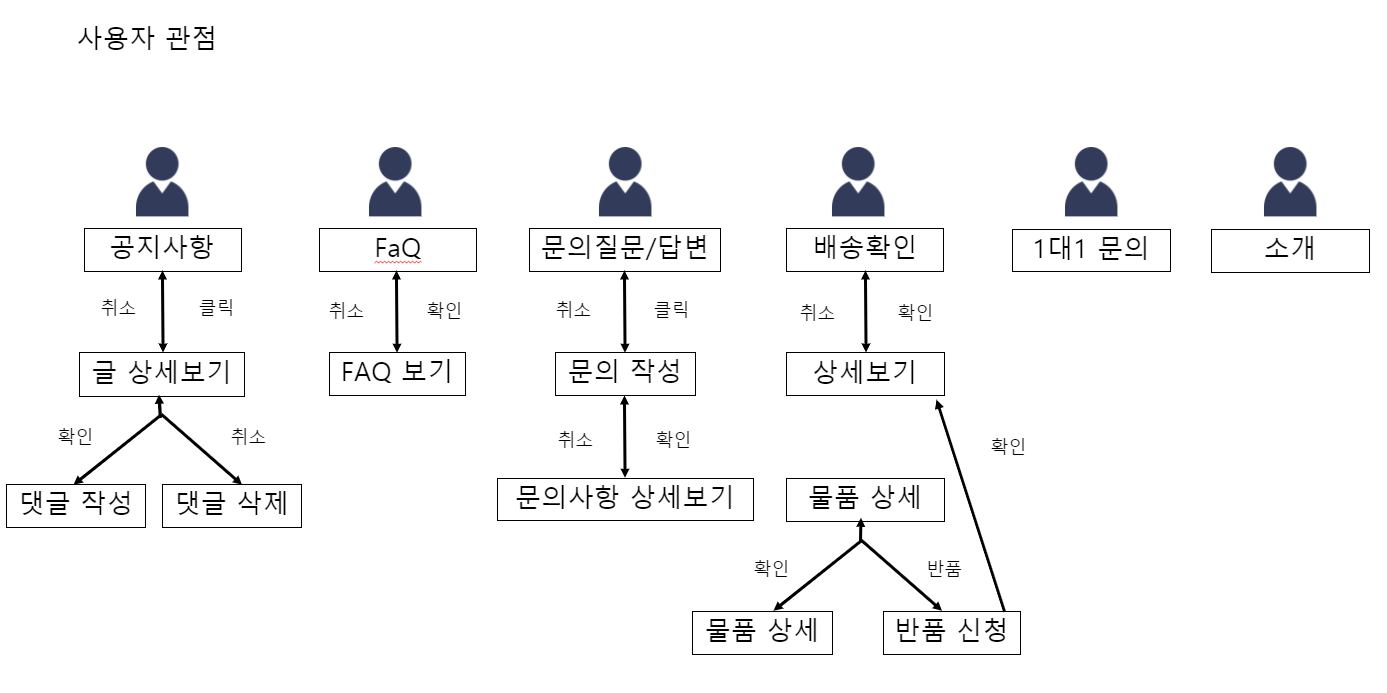 사용자 관점
공지사항
FaQ
문의질문/답변
배송확인
1대1 문의
소개
취소
클릭
취소
확인
취소
클릭
취소
확인
글 상세보기
FAQ 보기
문의 작성
상세보기
확인
취소
취소
확인
확인
댓글 작성
댓글 삭제
문의사항 상세보기
물품 상세
확인
반품
물품 상세
반품 신청